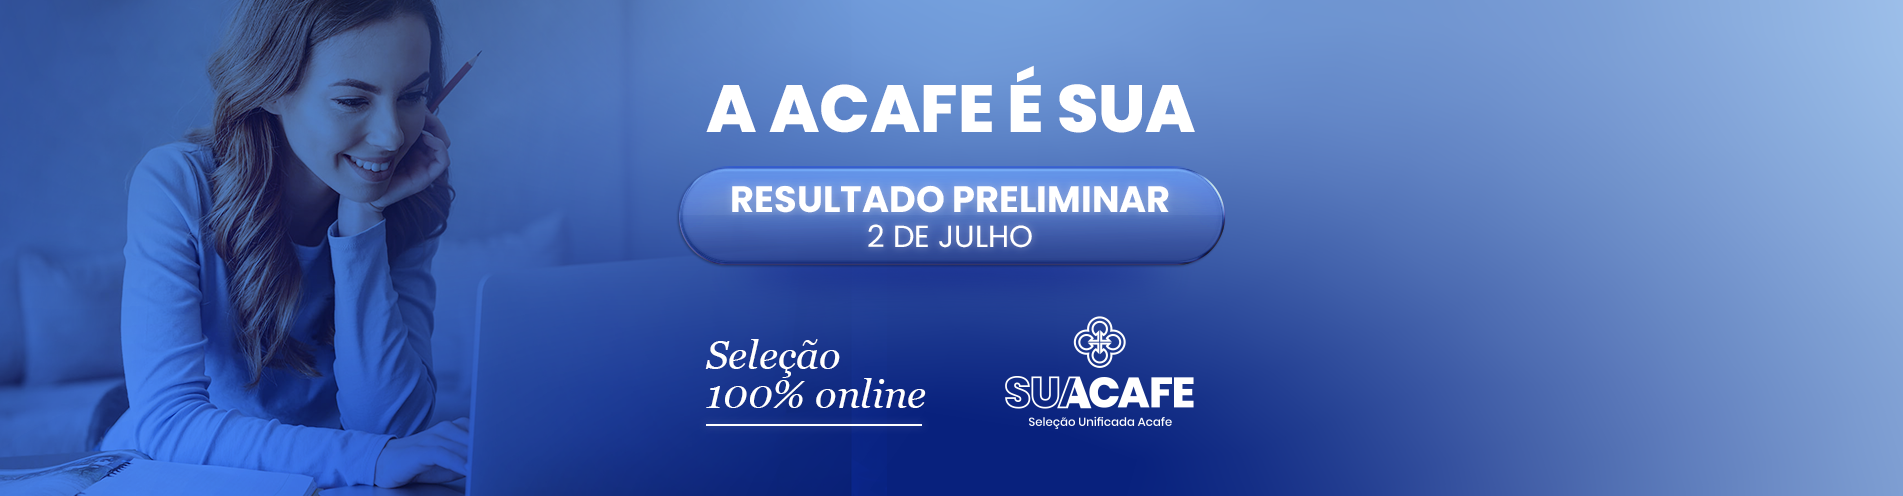 A ACAFE É SUA
RESULTADO PRELIMINAR
2 DE JULHO
Seleção
100% online
SUACAFE
Seleção Unificada Acafe